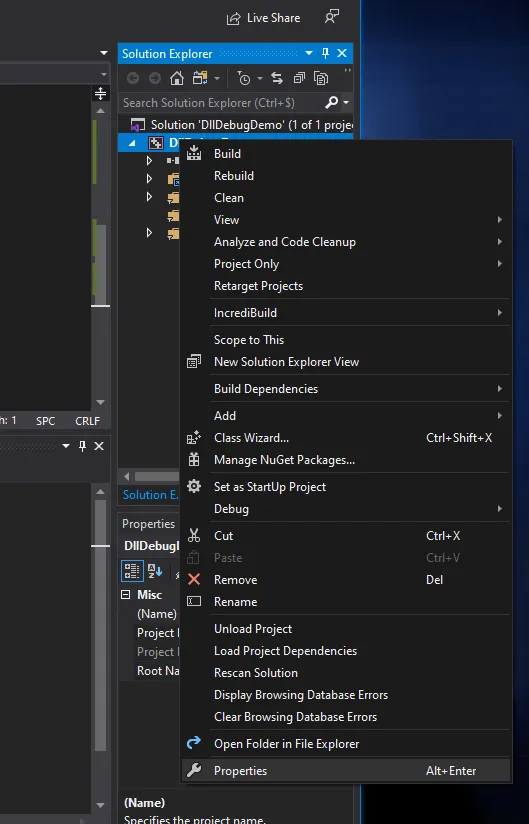 Live Share
Solution Explorer
Search Solution Explorer (Ctrl+$)
Solution 'DllDebugDemo' (1 of 1 proje
Build
Rebuild
Clean
View
Analyze and Code Cleanup
Project Only
Retarget Projects
IncrediBuild
Scope to This
New Solution Explorer View
Build Dependencies
Add
Class Wizard... Ctrl+Shift+X
Manage NuGet Packages...
Set as StartUp Project
Debug
Cut Ctrl+X
Paste Ctrl+V
Remove Del
Rename
Unload Project
Load Project Dependencies
Rescan Solution
Display Browsing Database Errors
Clear Browsing Database Errors
Open Folder in File Explorer
Properties Alt+Enter
h: 1 SPC CRLF
Solution E
Properties
DllDebugD
Misc
(Name)
Project
Project
Root Na
(Name)
Specifies the project name.